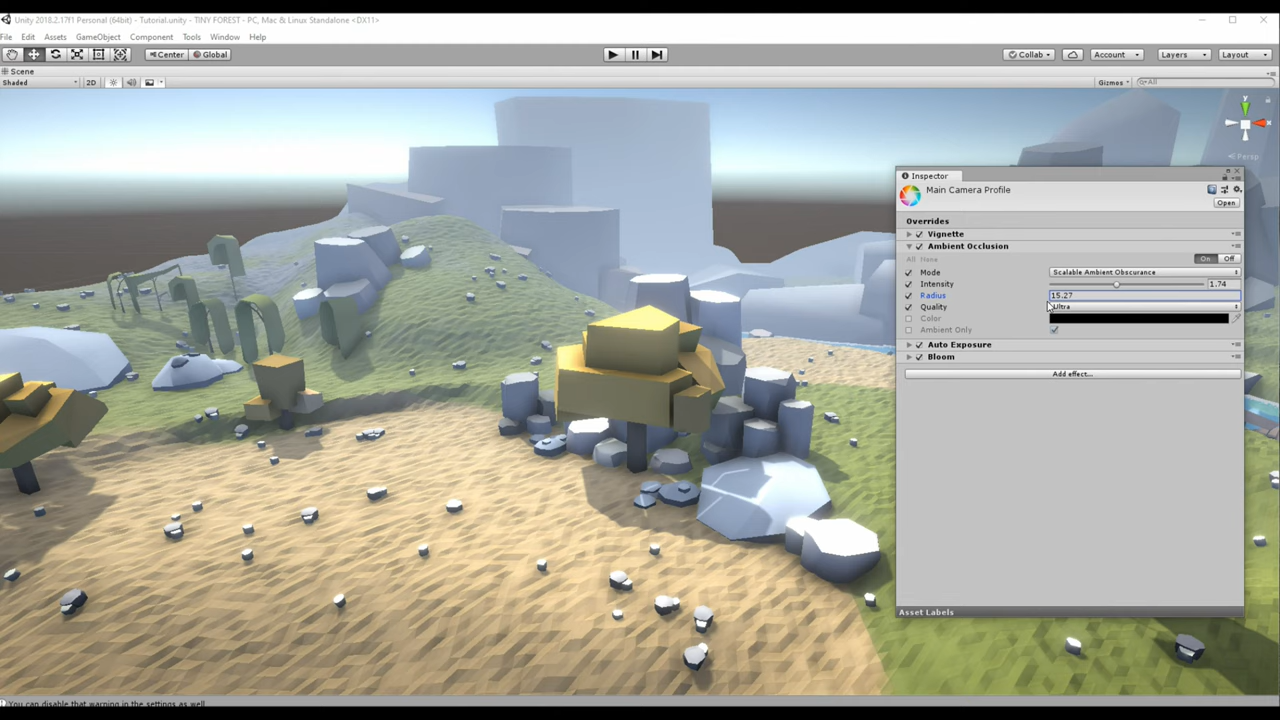 Unity 2018.2.17f1 Personal (64bit) - Tutorial.unity - TINY FOREST - PC, Mac & Linux Standalone <DX11>
File Edit Assets GameObject Component Tools Window Help
Center Global Collab Account Layers Layout
Scene
Shaded 2D Gizmos All
y
x
Persp
Inspector
Main Camera Profile
Open
Overrides
Vignette
Ambient Occlusion
All None On Off
Mode Scalable Ambient Obscurance
Intensity 1.74
Radius 15.27
Quality Ultra
Color
Ambient Only
Auto Exposure
Bloom
Add effect...
Asset Labels
You can disable that warning in the settings as well